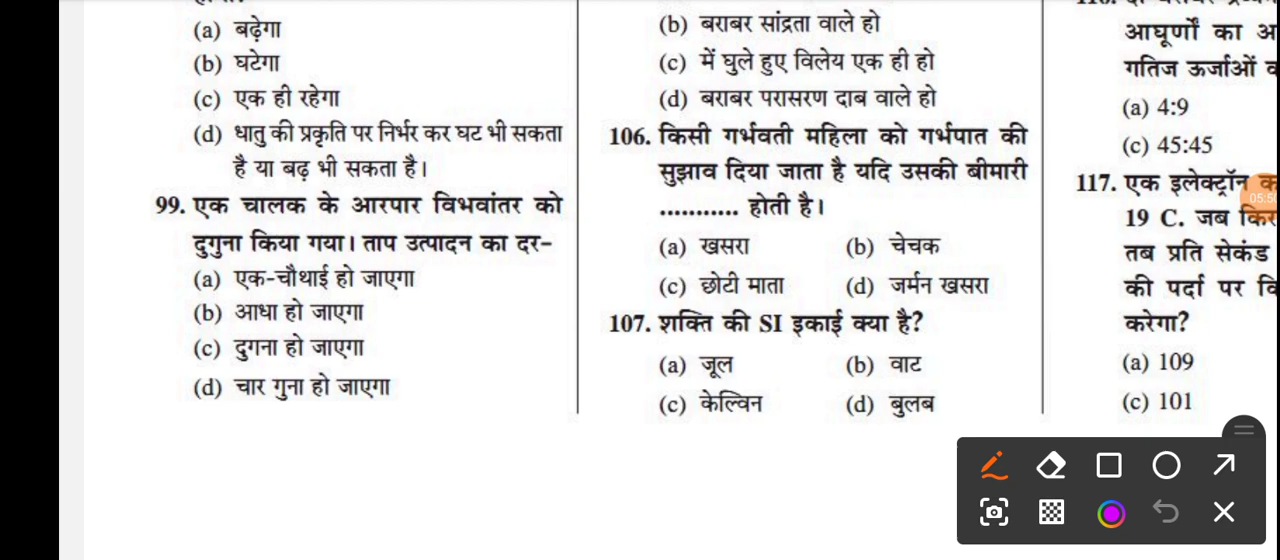 (a) बढ़ेगा
(b) घटेगा
(c) एक ही रहेगा
(d) धातु की प्रकृति पर निर्भर कर घट भी सकता
है या बढ़ भी सकता है।
99. एक चालक के आरपार विभवांतर को
दुगुना किया गया। ताप उत्पादन का दर–
(a) एक-चौथाई हो जाएगा
(b) आधा हो जाएगा
(c) दुगना हो जाएगा
(d) चार गुना हो जाएगा
(b) बराबर सांद्रता वाले हो
(c) में घुले हुए विलेय एक ही हो
(d) बराबर परासरण दाब वाले हो
106. किसी गर्भवती महिला को गर्भपात की
सुझाव दिया जाता है यदि उसकी बीमारी
........... होती है।
(a) खसरा (b) चेचक
(c) छोटी माता (d) जर्मन खसरा
107. शक्ति की SI इकाई क्या है?
(a) जूल (b) वाट
(c) केल्विन (d) बुलब
आघूर्णों का
गतिज ऊर्जाओं
(a) 4:9
(c) 45:45
117. एक इलेक्ट्रॉन
19 C. जब
तब प्रति सेकंड
की पर्दा पर
करेगा?
(a) 109
(c) 101